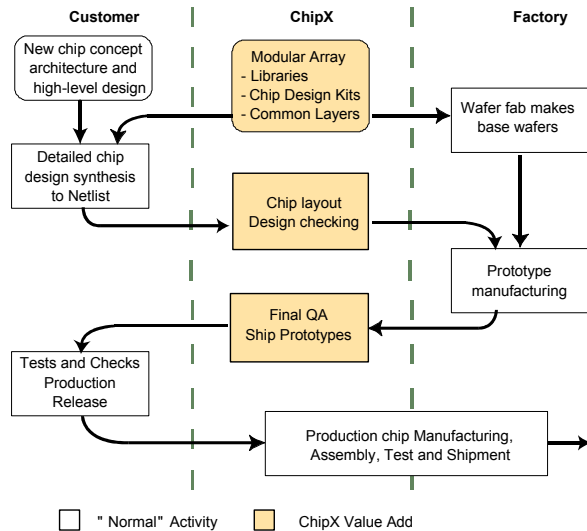 Customer
ChipX
Factory
New chip concept
architecture and
high-level design
Modular Array
- Libraries
- Chip Design Kits
- Common Layers
Wafer fab makes
base wafers
Detailed chip
design synthesis
to Netlist
Chip layout
Design checking
Prototype
manufacturing
Final QA
Ship Prototypes
Tests and Checks
Production
Release
Production chip Manufacturing,
Assembly, Test and Shipment
" Normal" Activity
ChipX Value Add